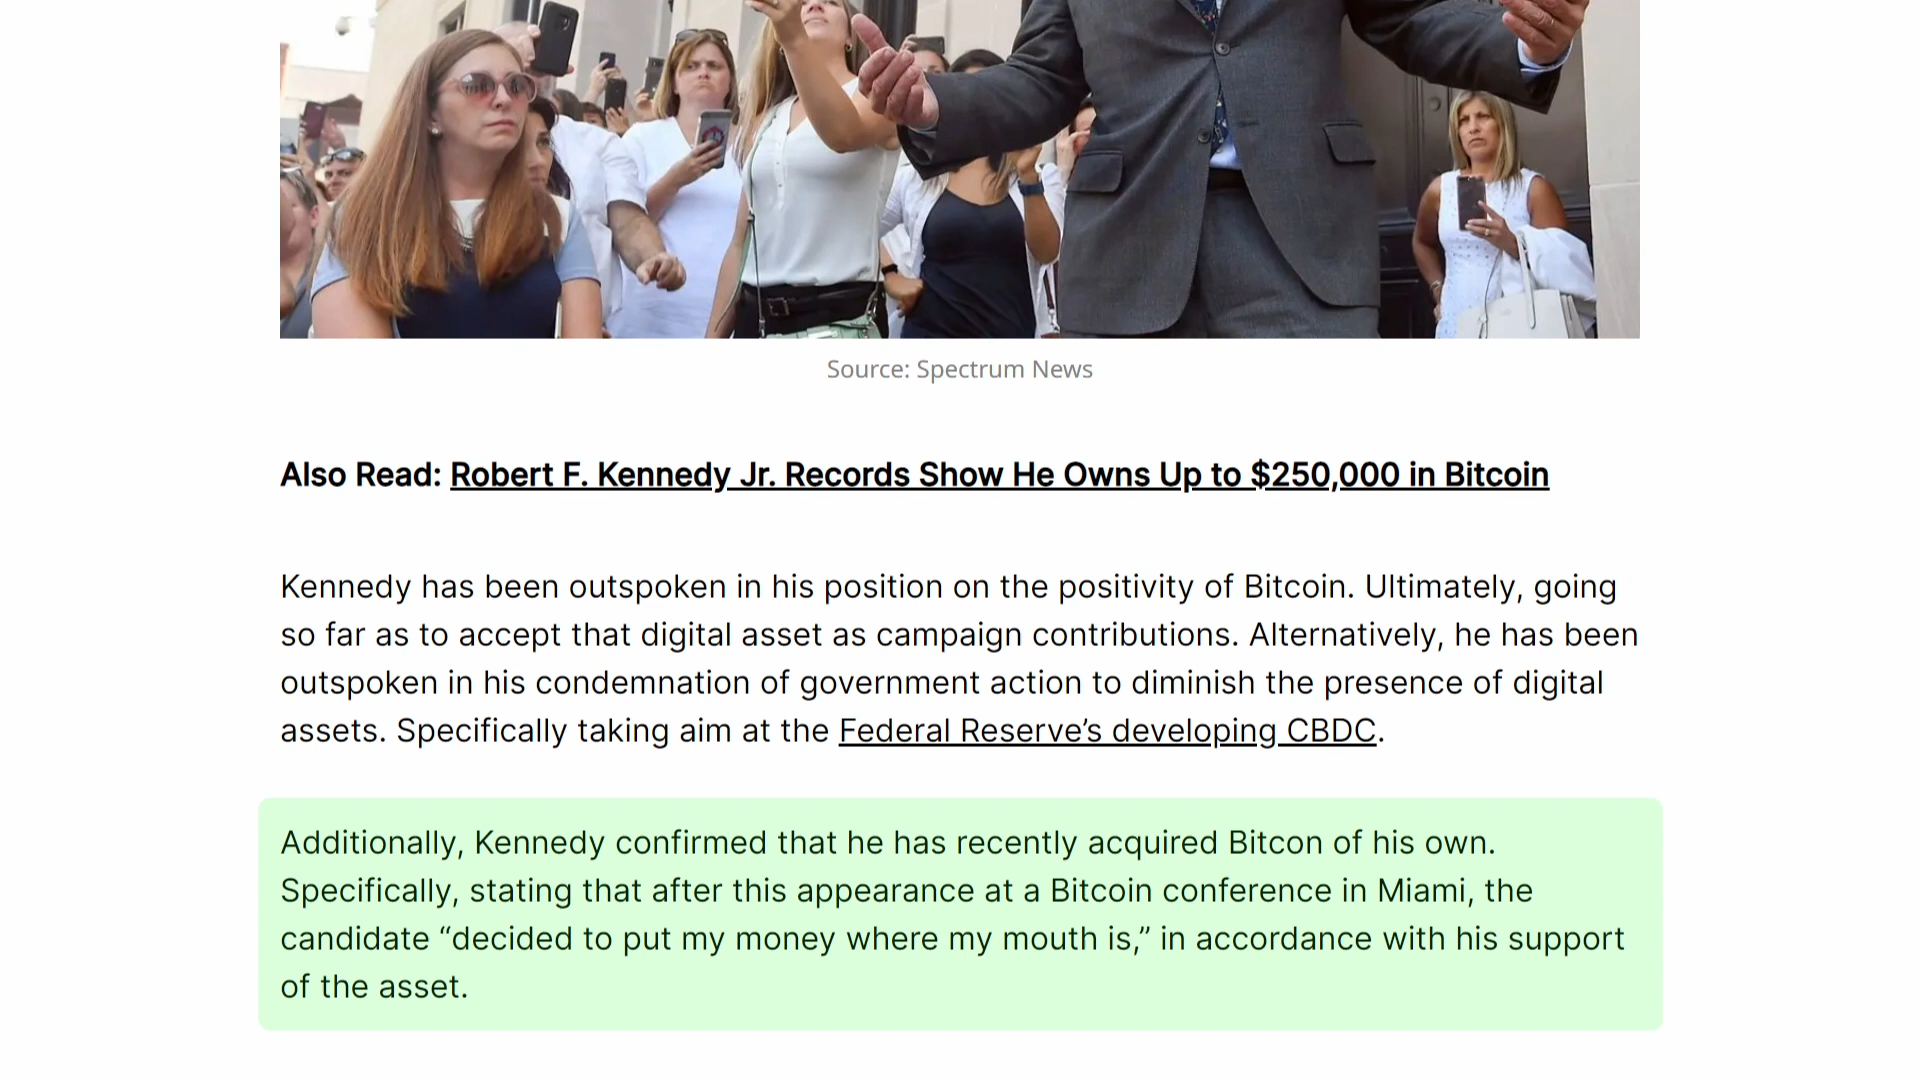 Source: Spectrum News
Also Read: Robert F. Kennedy Jr. Records Show He Owns Up to $250,000 in Bitcoin
Kennedy has been outspoken in his position on the positivity of Bitcoin. Ultimately, going
so far as to accept that digital asset as campaign contributions. Alternatively, he has been
outspoken in his condemnation of government action to diminish the presence of digital
assets. Specifically taking aim at the Federal Reserve’s developing CBDC.
Additionally, Kennedy confirmed that he has recently acquired Bitcon of his own.
Specifically, stating that after this appearance at a Bitcoin conference in Miami, the
candidate “decided to put my money where my mouth is,” in accordance with his support
of the asset.